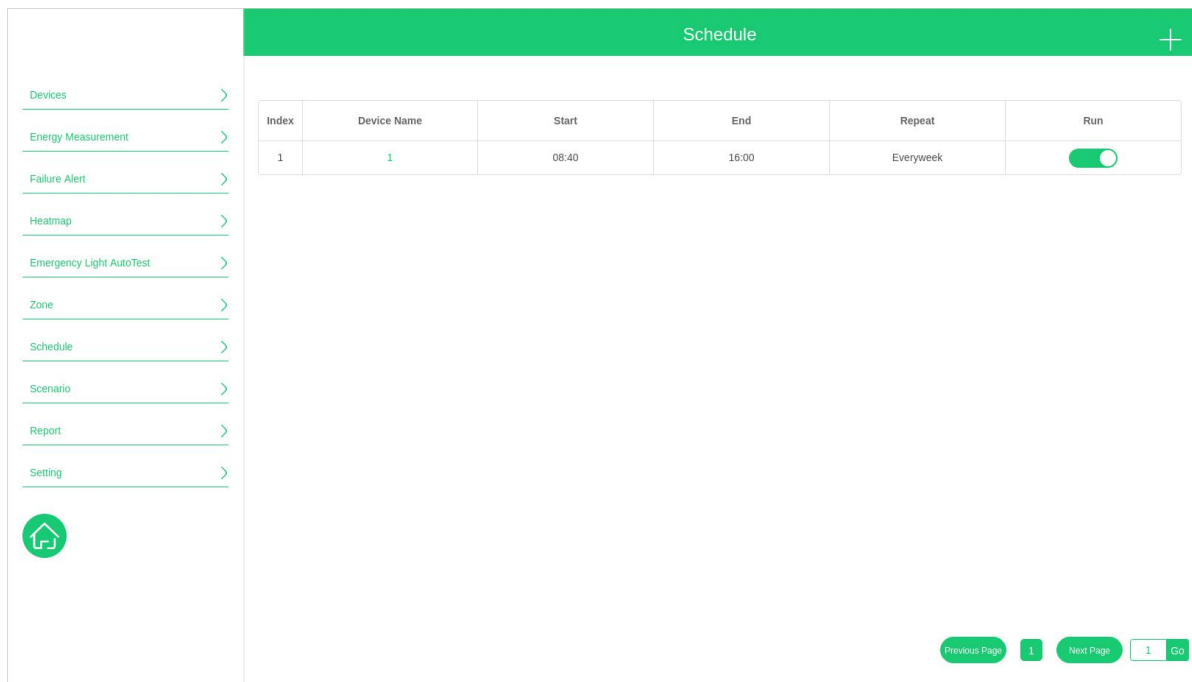 Schedule
Devices
Energy Measurement
Failure Alert
Heatmap
Emergency Light AutoTest
Zone
Schedule
Scenario
Report
Setting
Index Device Name Start End Repeat Run
1 1 08:40 16:00 Everyweek
Previous Page 1 Next Page 1 Go